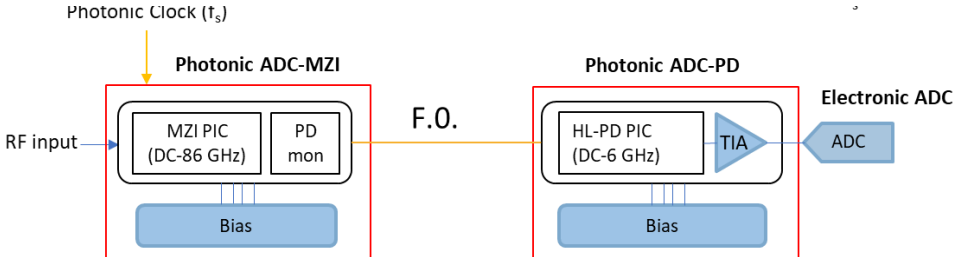 Photonic Clock (fs)
s
Photonic ADC-MZI
Photonic ADC-PD
Electronic ADC
F.O.
RF input
MZI PIC
(DC-86 GHz)
PD
mon
HL-PD PIC
(DC-6 GHz)
TIA
ADC
Bias
Bias